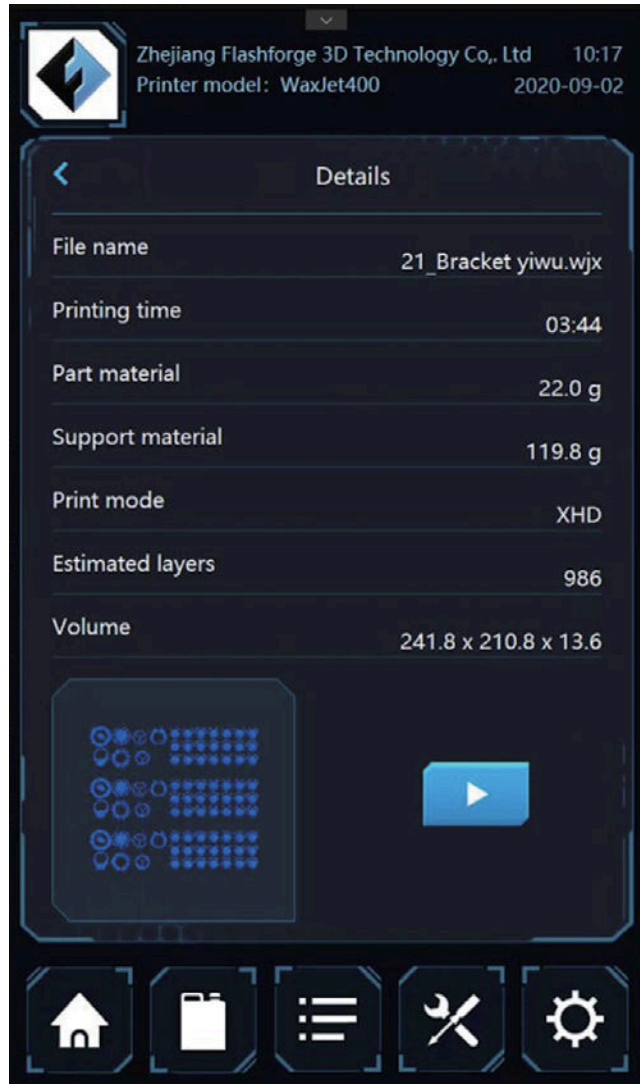 Zhejiang Flashforge 3D Technology Co,. Ltd 10:17
Printer model: WaxJet400 2020-09-02
Details
File name 21_Bracket yiwu.wjx
Printing time 03:44
Part material 22.0 g
Support material 119.8 g
Print mode XHD
Estimated layers 986
Volume 241.8 x 210.8 x 13.6